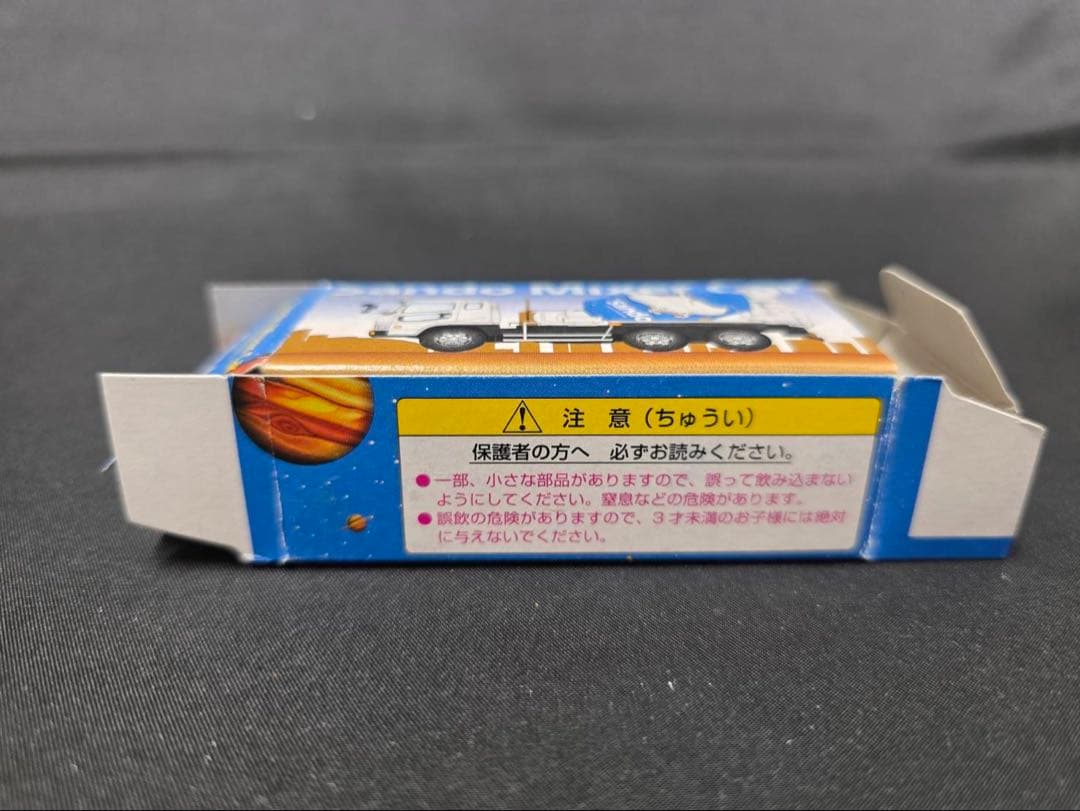 Sando Mixer Car
注 意（ちゅうい）
保護者の方へ 必ずお読みください。
●一部、小さな部品がありますので、誤って飲み込まない
ようにしてください。窒息などの危険があります。
●誤飲の危険がありますので、3才未満のお子様には絶対
に与えないでください。